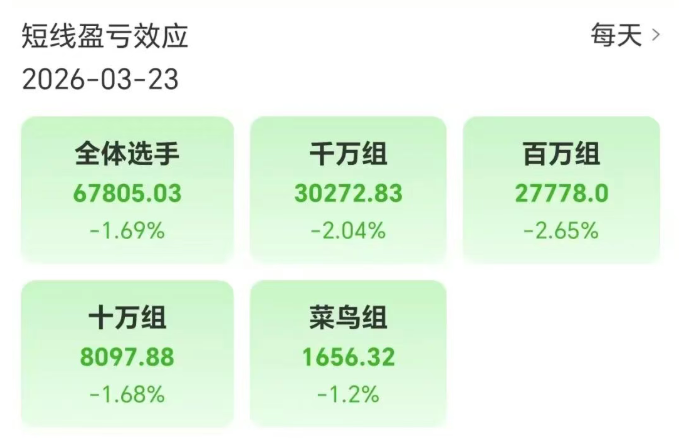 短线盈亏效应 每天 >
2026-03-23
全体选手 千万组 百万组
67805.03 30272.83 27778.0
-1.69% -2.04% -2.65%
十万组 菜鸟组
8097.88 1656.32
-1.68% -1.2%